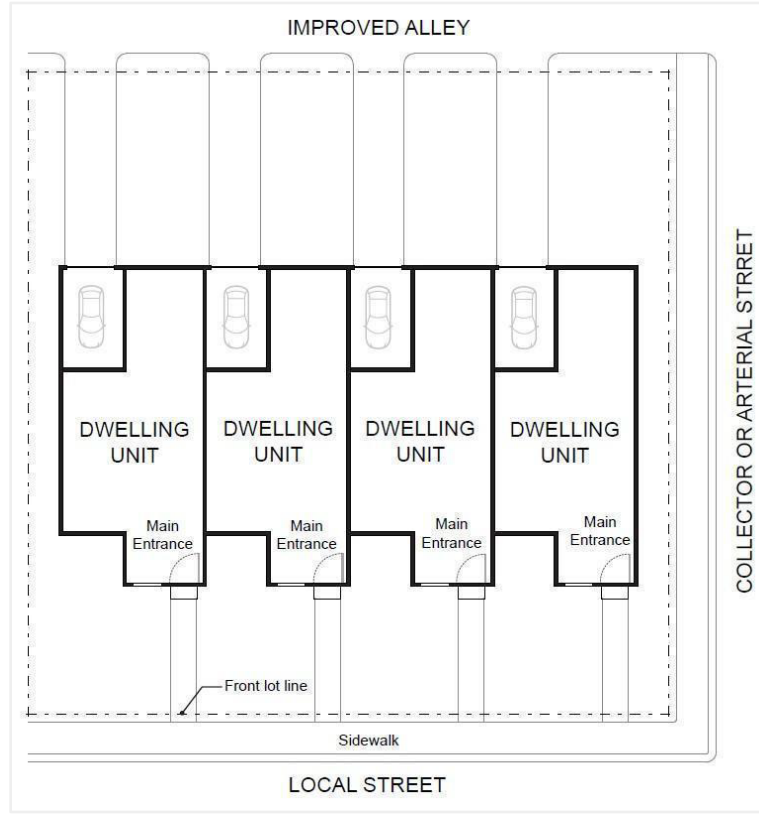 IMPROVED ALLEY
COLLECTOR OR ARTERIAL STRRET
DWELLING
UNIT
DWELLING
UNIT
DWELLING
UNIT
DWELLING
UNIT
Main
Entrance
Main
Entrance
Main
Entrance
Main
Entrance
Front lot line
Sidewalk
LOCAL STREET